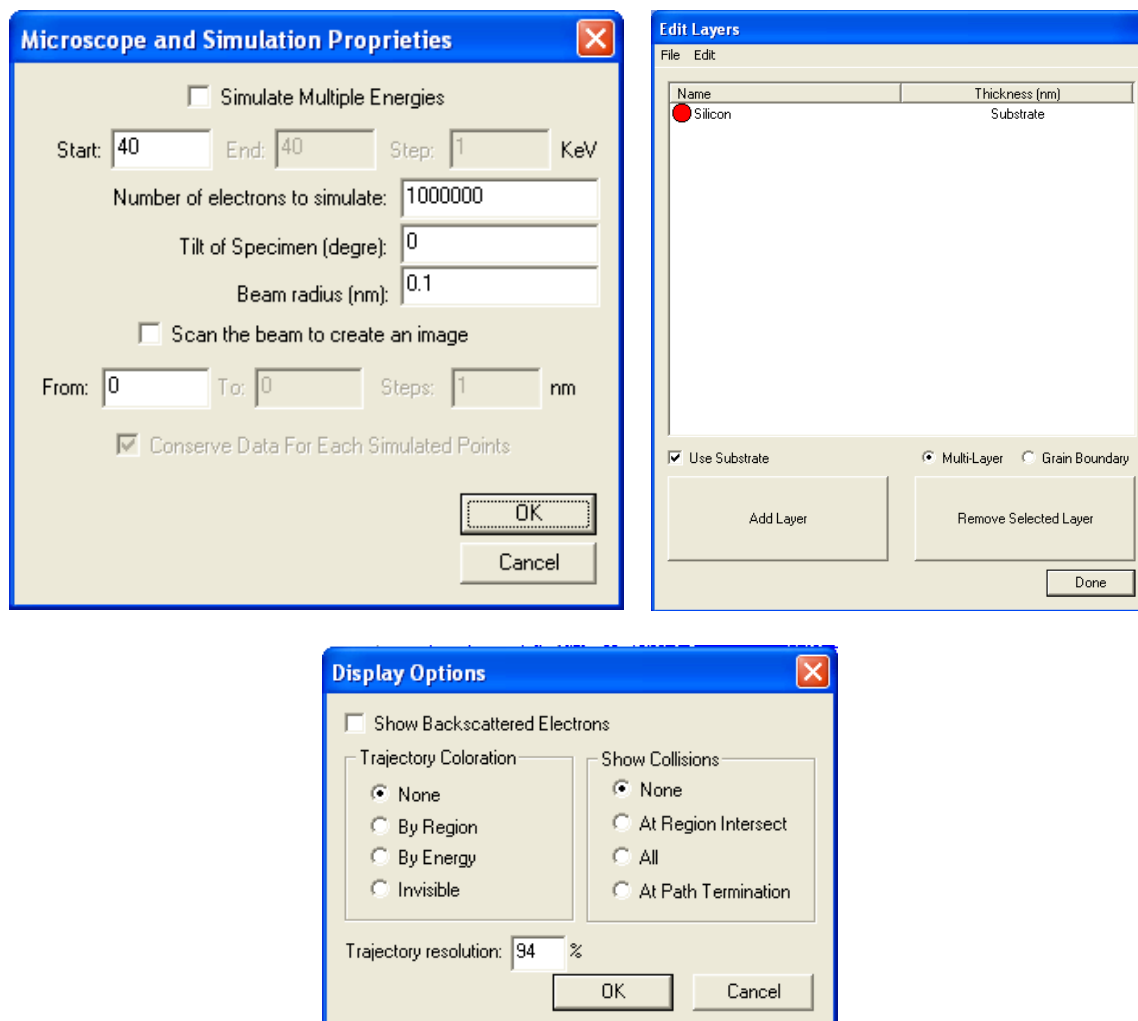 Microscope and Simulation Proprieties
Simulate Multiple Energies
Start: 40 End: 40 Step: 1 KeV
Number of electrons to simulate: 1000000
Tilt of Specimen (degre): 0
Beam radius (nm): 0.1
Scan the beam to create an image
From: 0 To: 0 Steps: 1 nm
Conserve Data For Each Simulated Points
OK
Cancel
Edit Layers
File Edit
Name Thickness (nm)
Silicon Substrate
Use Substrate Multi-Layer Grain Boundary
Add Layer Remove Selected Layer
Done
Display Options
Show Backscattered Electrons
Trajectory Coloration
None
By Region
By Energy
Invisible
Show Collisions
None
At Region Intersect
All
At Path Termination
Trajectory resolution: 94 %
OK Cancel